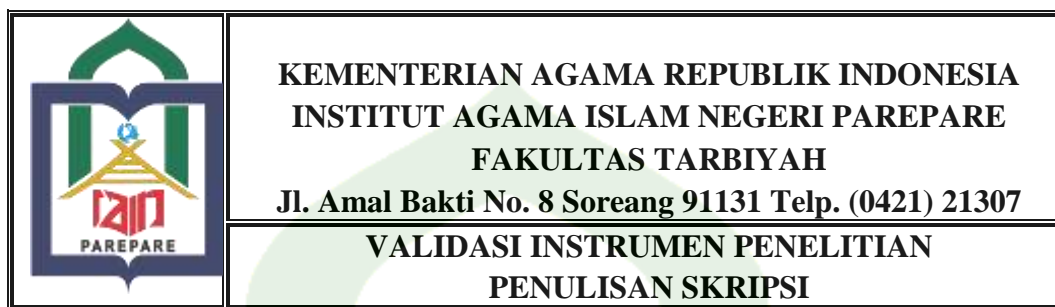 KEMENTERIAN AGAMA REPUBLIK INDONESIA
INSTITUT AGAMA ISLAM NEGERI PAREPARE
FAKULTAS TARBIYAH
Jl. Amal Bakti No. 8 Soreang 91131 Telp. (0421) 21307
VALIDASI INSTRUMEN PENELITIAN
PENULISAN SKRIPSI
IAIN
PAREPARE